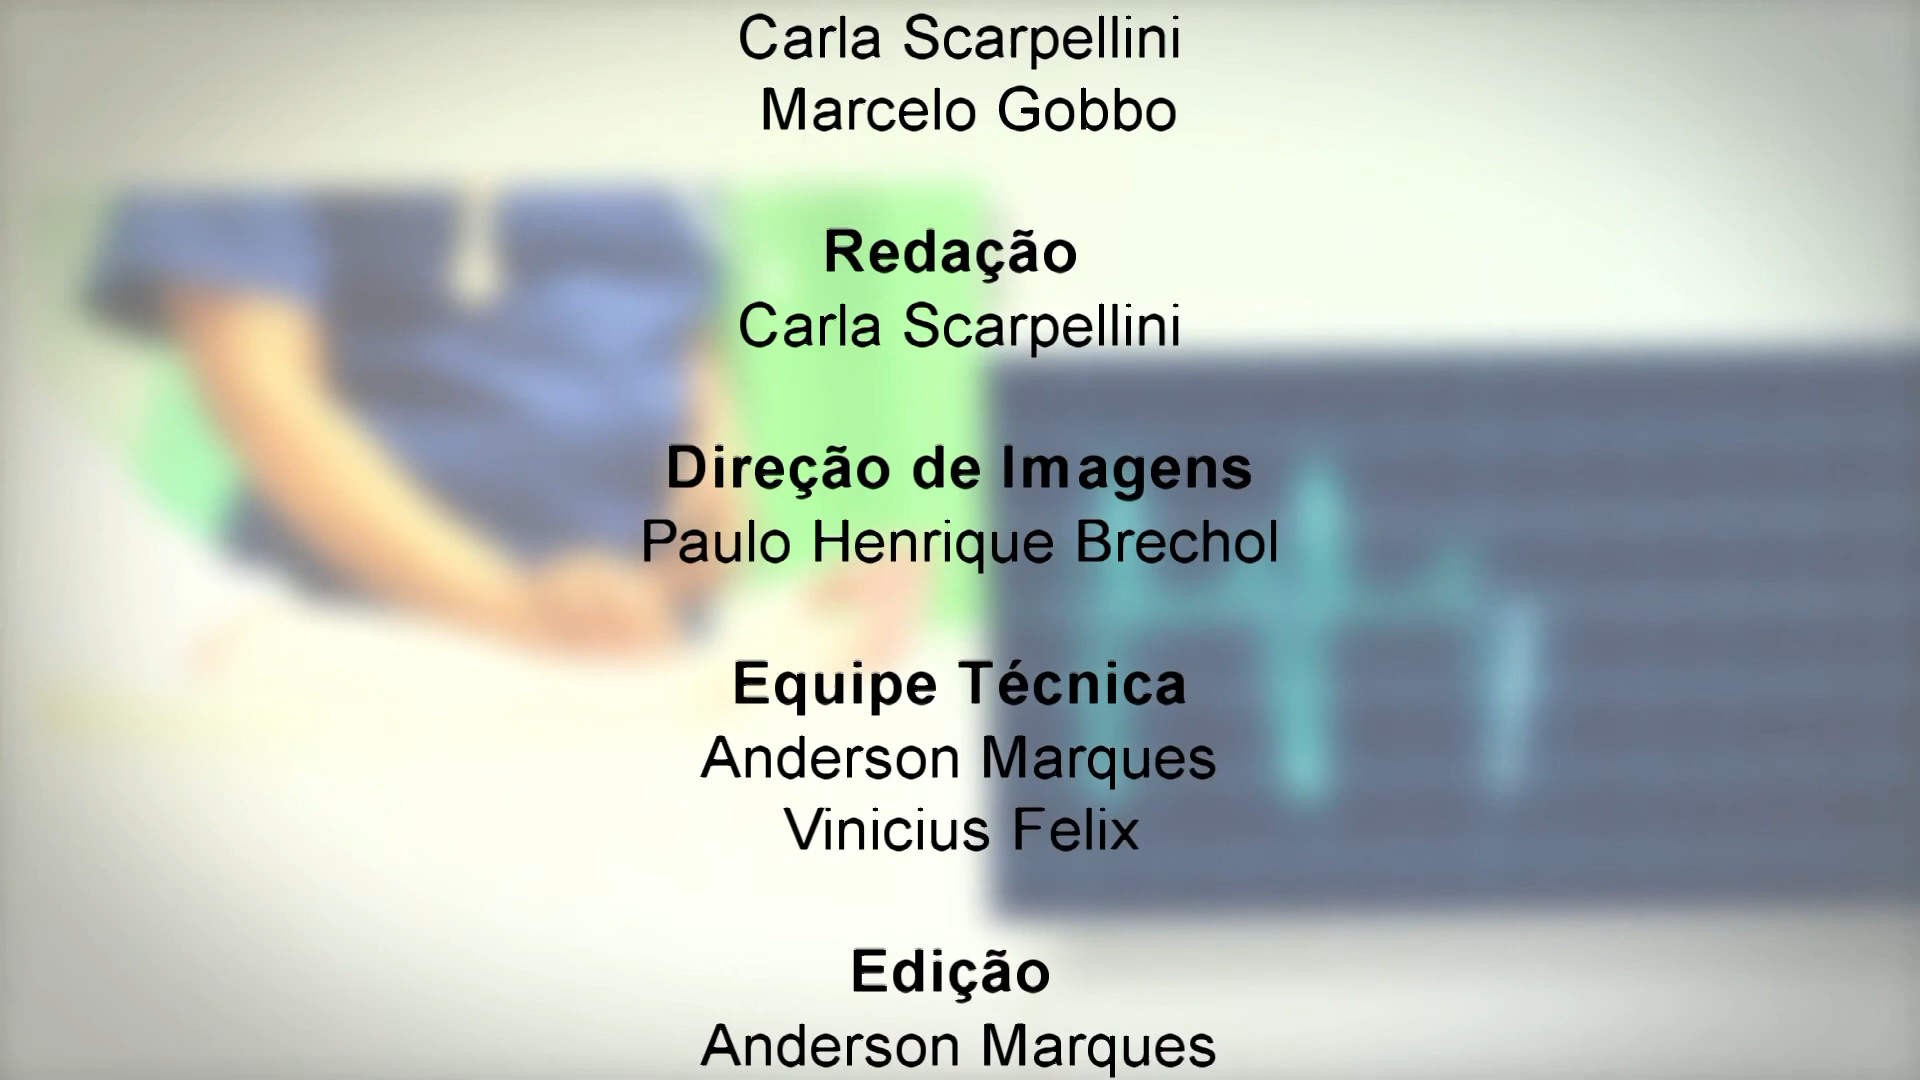 Carla Scarpellini
Marcelo Gobbo
Redação
Carla Scarpellini
Direção de Imagens
Paulo Henrique Brechol
Equipe Técnica
Anderson Marques
Vinicius Felix
Edição
Anderson Marques